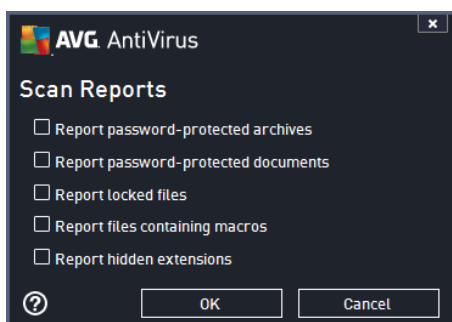 AVG. AntiVirus
Scan Reports
Report password-protected archives
Report password-protected documents
Report locked files
Report files containing macros
Report hidden extensions
OK
Cancel